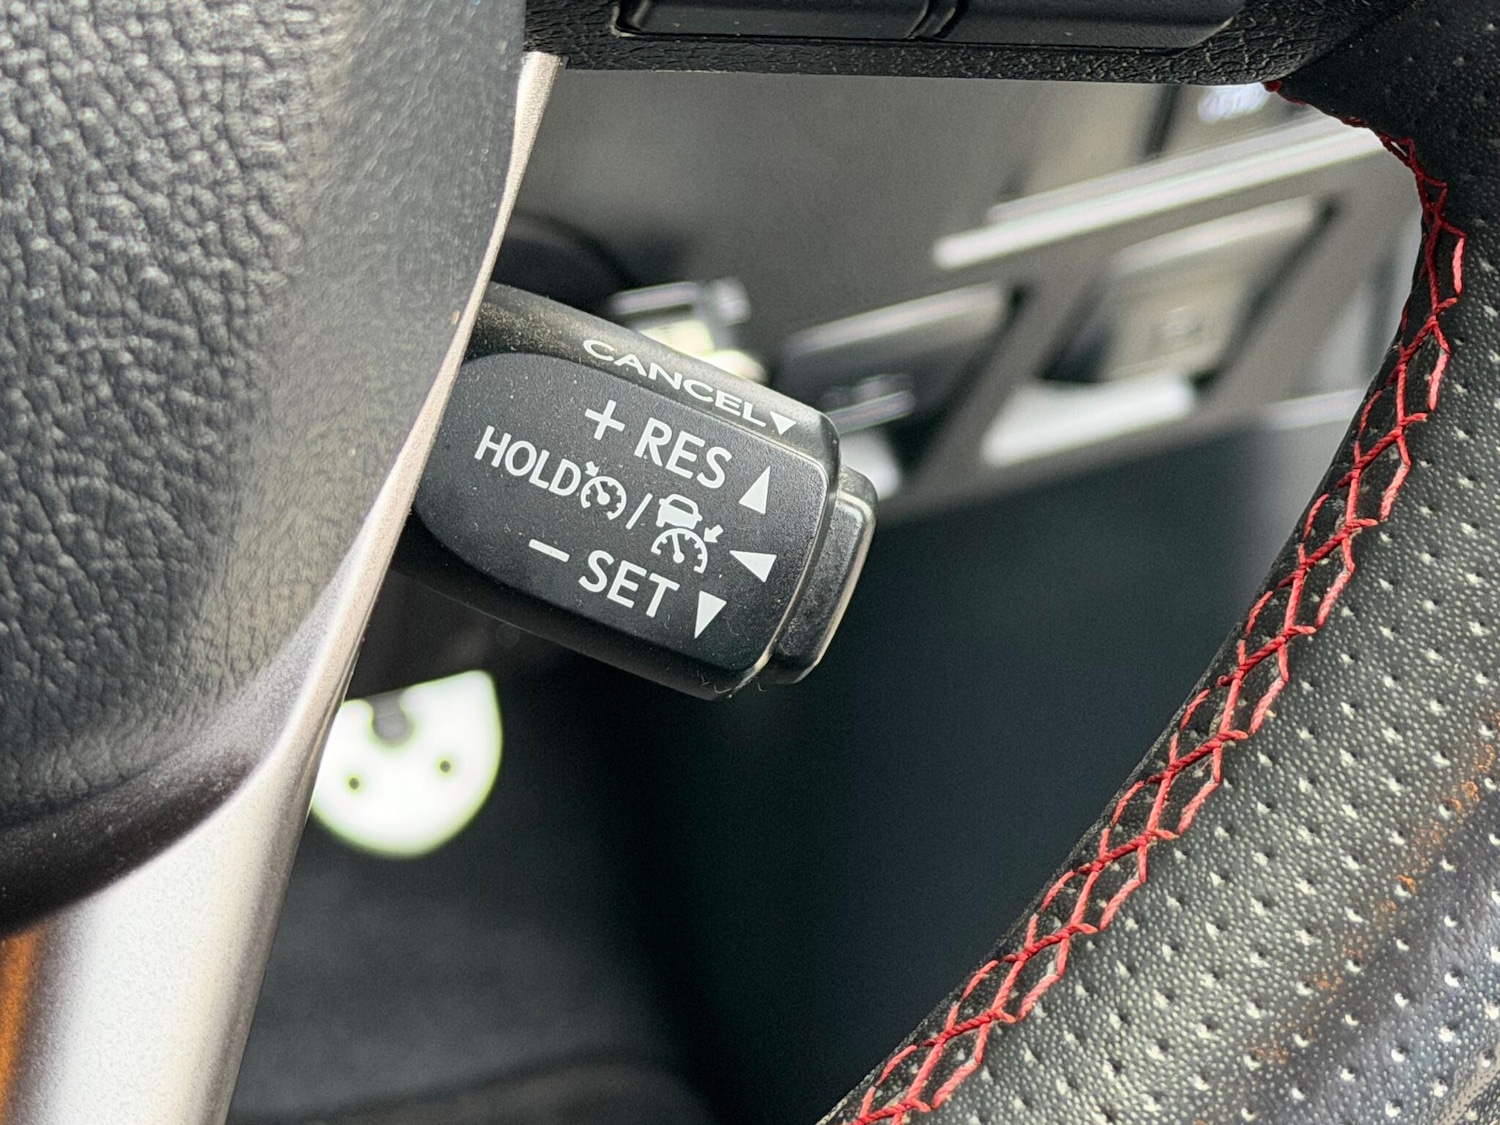 CANCEL▼
+ RES ▲
HOLD / ◀
− SET ▼